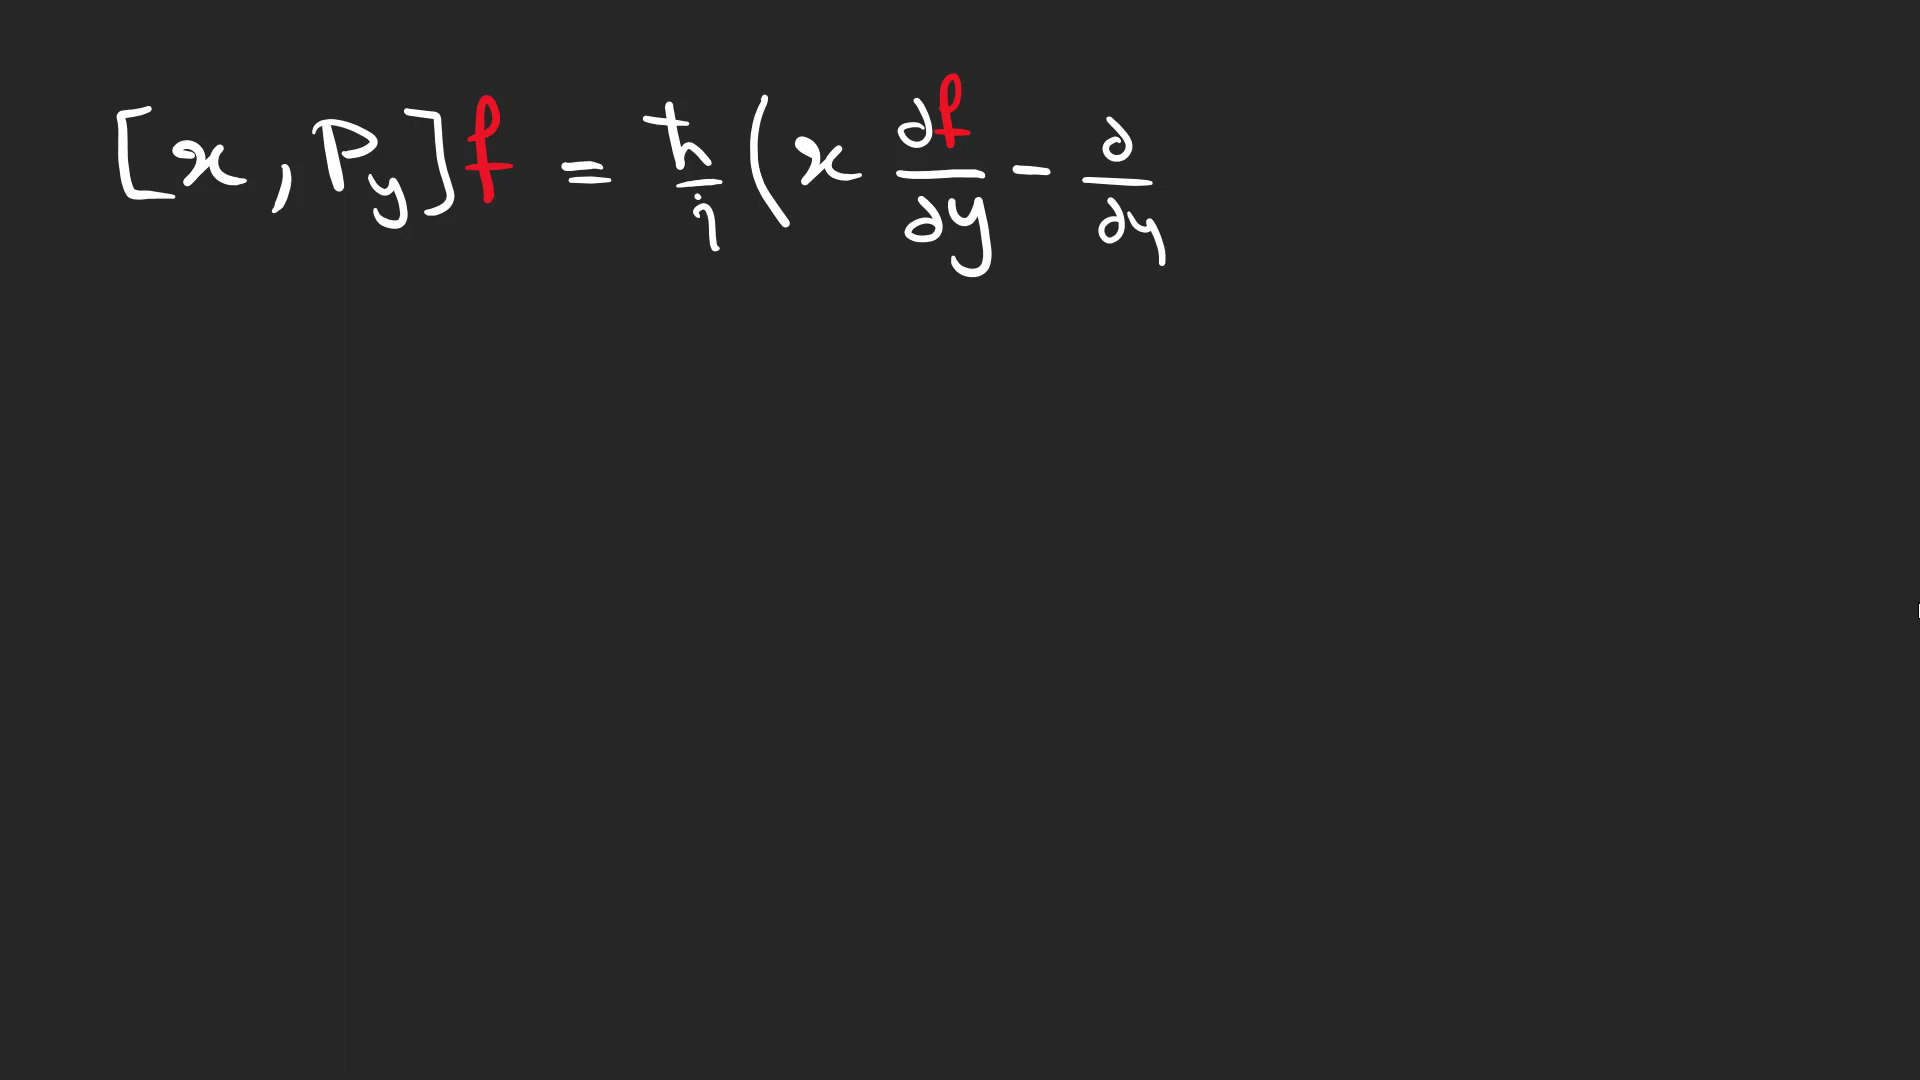 [x, P_y]f = ħ/i (x ∂f/∂y - ∂/∂y